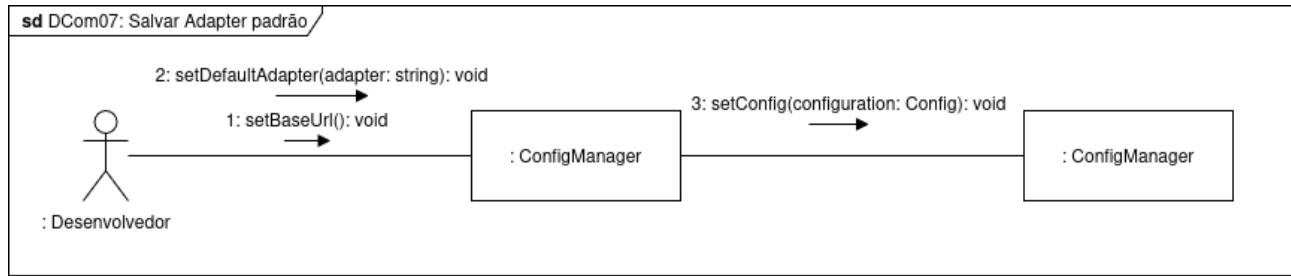 sd DCom07: Salvar Adapter padrão
2: setDefaultAdapter(adapter: string): void
1: setBaseUrl(): void
3: setConfig(configuration: Config): void
: ConfigManager
: ConfigManager
: Desenvolvedor